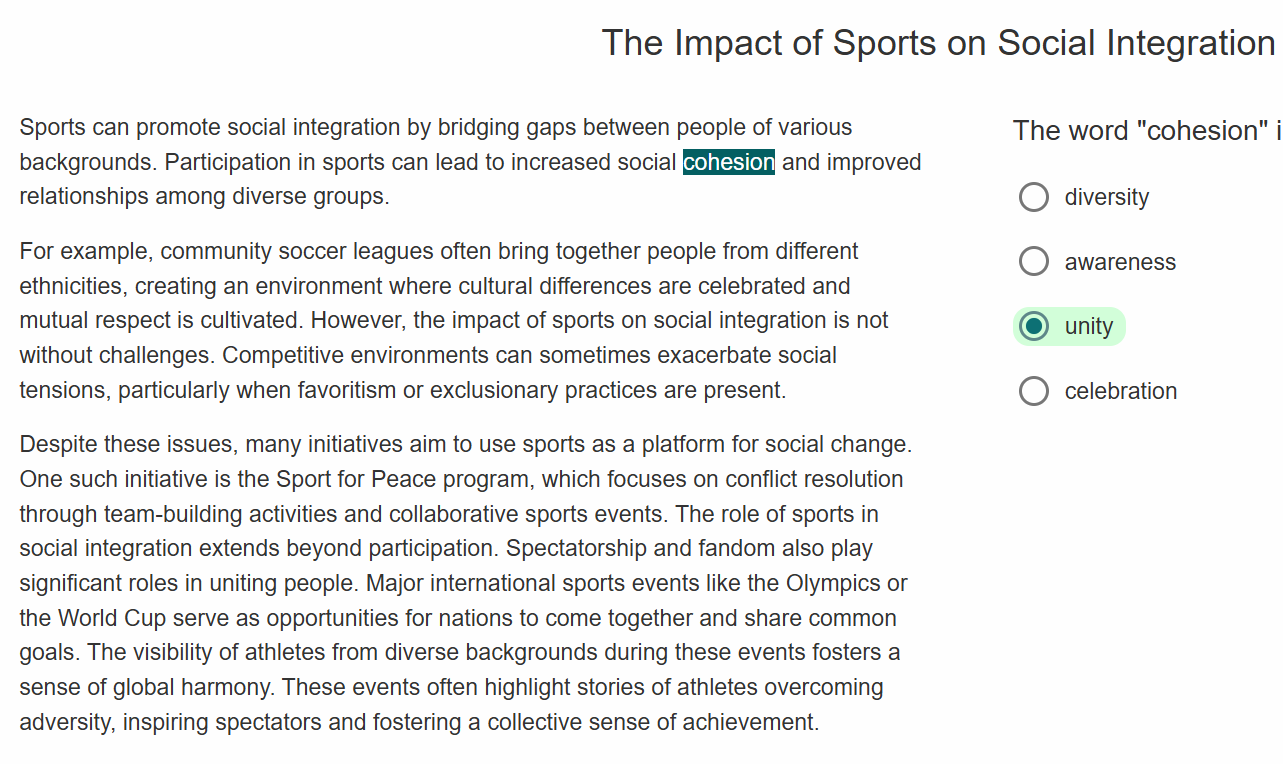 The Impact of Sports on Social Integration
Sports can promote social integration by bridging gaps between people of various
backgrounds. Participation in sports can lead to increased social cohesion and improved
relationships among diverse groups.
For example, community soccer leagues often bring together people from different
ethnicities, creating an environment where cultural differences are celebrated and
mutual respect is cultivated. However, the impact of sports on social integration is not
without challenges. Competitive environments can sometimes exacerbate social
tensions, particularly when favoritism or exclusionary practices are present.
Despite these issues, many initiatives aim to use sports as a platform for social change.
One such initiative is the Sport for Peace program, which focuses on conflict resolution
through team-building activities and collaborative sports events. The role of sports in
social integration extends beyond participation. Spectatorship and fandom also play
significant roles in uniting people. Major international sports events like the Olympics or
the World Cup serve as opportunities for nations to come together and share common
goals. The visibility of athletes from diverse backgrounds during these events fosters a
sense of global harmony. These events often highlight stories of athletes overcoming
adversity, inspiring spectators and fostering a collective sense of achievement.
The word "cohesion" i
diversity
awareness
unity
celebration